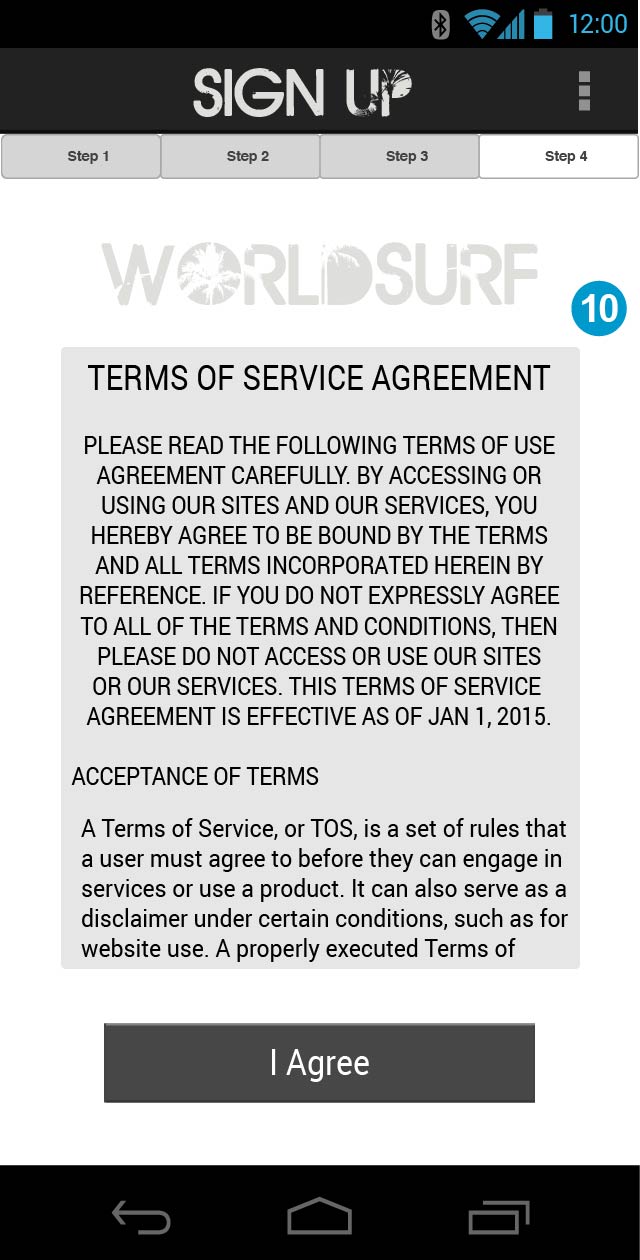 12:00
SIGN UP
Step 1 Step 2 Step 3 Step 4
WORLDSURF
10
TERMS OF SERVICE AGREEMENT
PLEASE READ THE FOLLOWING TERMS OF USE
AGREEMENT CAREFULLY. BY ACCESSING OR
USING OUR SITES AND OUR SERVICES, YOU
HEREBY AGREE TO BE BOUND BY THE TERMS
AND ALL TERMS INCORPORATED HEREIN BY
REFERENCE. IF YOU DO NOT EXPRESSLY AGREE
TO ALL OF THE TERMS AND CONDITIONS, THEN
PLEASE DO NOT ACCESS OR USE OUR SITES
OR OUR SERVICES. THIS TERMS OF SERVICE
AGREEMENT IS EFFECTIVE AS OF JAN 1, 2015.
ACCEPTANCE OF TERMS
A Terms of Service, or TOS, is a set of rules that
a user must agree to before they can engage in
services or use a product. It can also serve as a
disclaimer under certain conditions, such as for
website use. A properly executed Terms of
I Agree